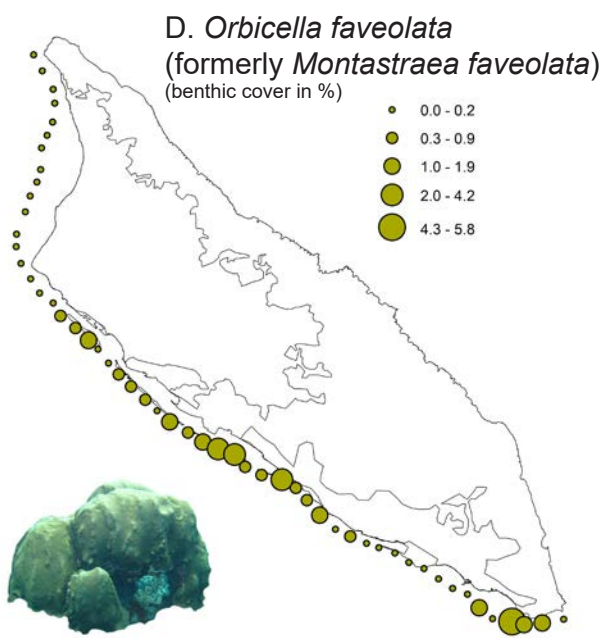 D. Orbicella faveolata
(formerly Montastraea faveolata)
(benthic cover in %)
0.0 - 0.2
0.3 - 0.9
1.0 - 1.9
2.0 - 4.2
4.3 - 5.8